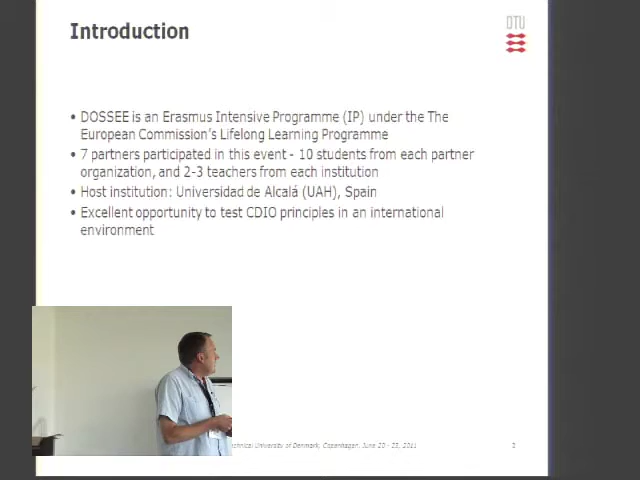 Introduction
DTU
• DOSSEE is an Erasmus Intensive Programme (IP) under the The
European Commission's Lifelong Learning Programme
• 7 partners participated in this event - 10 students from each partner
organization, and 2-3 teachers from each institution
• Host institution: Universidad de Alcalá (UAH), Spain
• Excellent opportunity to test CDIO principles in an international
environment
Technical University of Denmark, Copenhagen, June 20 - 23, 2011